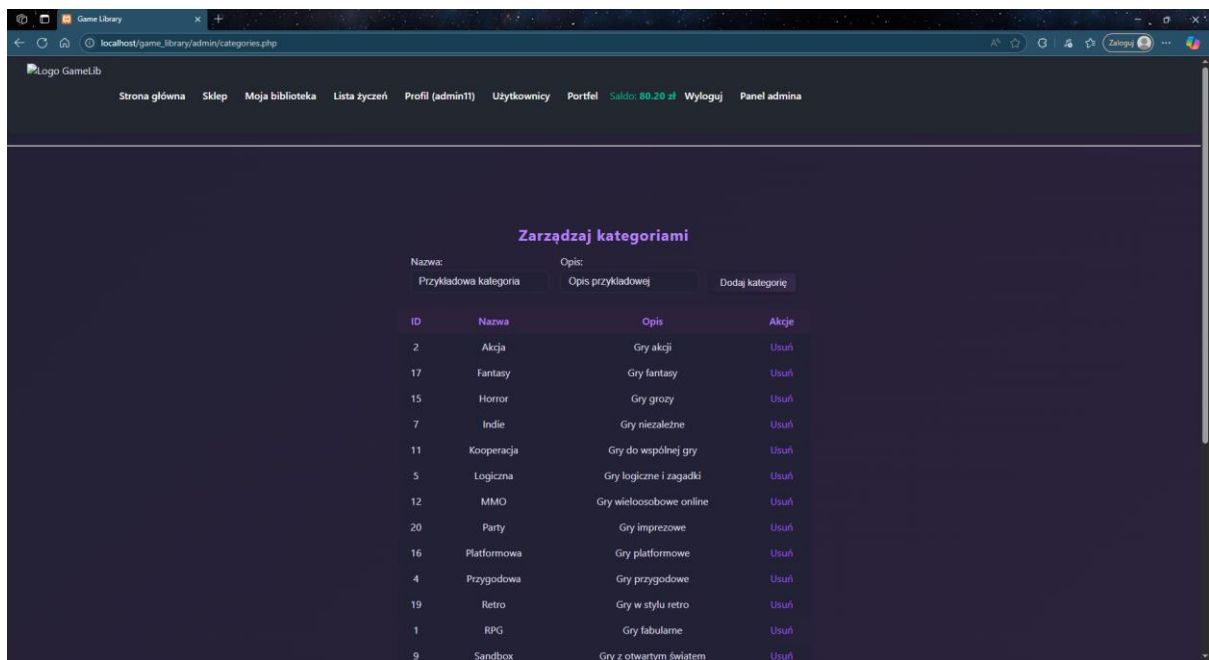 Game Library
localhost/game_library/admin/categories.php
Zaloguj
Logo GameLib
Strona główna Sklep Moja biblioteka Lista życzeń Profil (admin11) Użytkownicy Portfel Saldo: 80.20 zł Wyloguj Panel admina
Zarządzaj kategoriami
Nazwa: Opis:
Przykładowa kategoria Opis przykladowej Dodaj kategorię
ID Nazwa Opis Akcje
2 Akcja Gry akcji Usuń
17 Fantasy Gry fantasy Usuń
15 Horror Gry grozy Usuń
7 Indie Gry niezależne Usuń
11 Kooperacja Gry do wspólnej gry Usuń
5 Logiczna Gry logiczne i zagadki Usuń
12 MMO Gry wieloosobowe online Usuń
20 Party Gry imprezowe Usuń
16 Platformowa Gry platformowe Usuń
4 Przygodowa Gry przygodowe Usuń
19 Retro Gry w stylu retro Usuń
1 RPG Gry fabularne Usuń
9 Sandbox Gry z otwartym światem Usuń